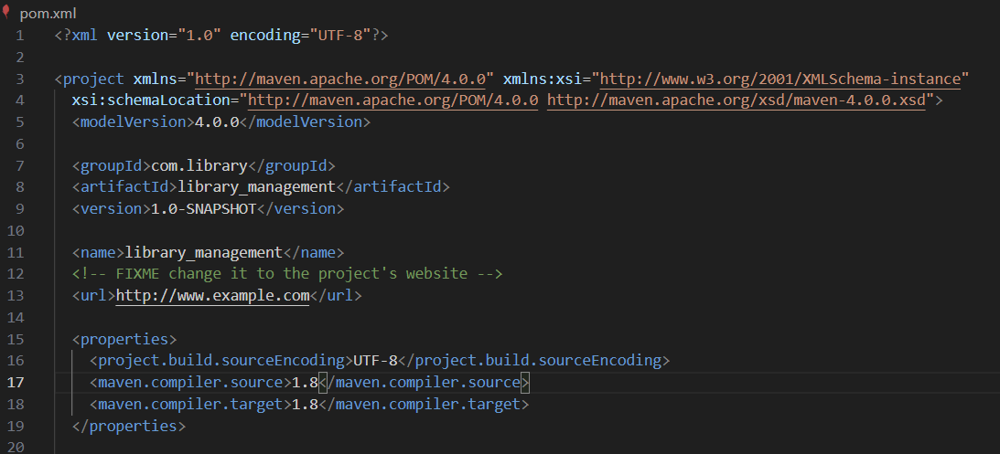 pom.xml
1 <?xml version="1.0" encoding="UTF-8"?>
2
3 <project xmlns="http://maven.apache.org/POM/4.0.0" xmlns:xsi="http://www.w3.org/2001/XMLSchema-instance"
4   xsi:schemaLocation="http://maven.apache.org/POM/4.0.0 http://maven.apache.org/xsd/maven-4.0.0.xsd">
5   <modelVersion>4.0.0</modelVersion>
6
7   <groupId>com.library</groupId>
8   <artifactId>library_management</artifactId>
9   <version>1.0-SNAPSHOT</version>
10
11   <name>library_management</name>
12   <!-- FIXME change it to the project's website -->
13   <url>http://www.example.com</url>
14
15   <properties>
16     <project.build.sourceEncoding>UTF-8</project.build.sourceEncoding>
17     <maven.compiler.source>1.8</maven.compiler.source>
18     <maven.compiler.target>1.8</maven.compiler.target>
19   </properties>
20